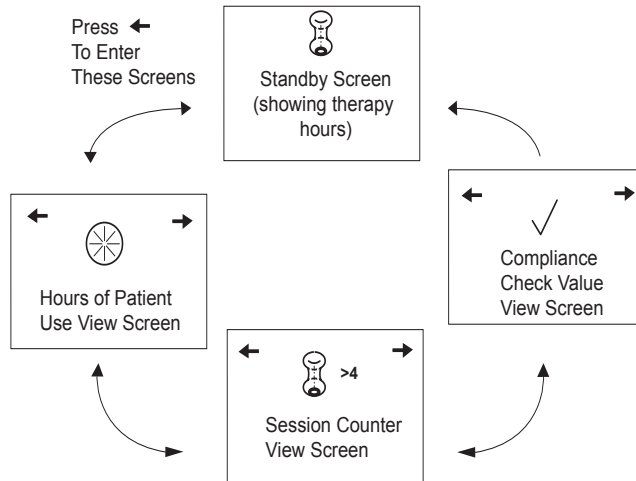 Press ←
To Enter
These Screens
Standby Screen
(showing therapy
hours)
Hours of Patient
Use View Screen
>4
Session Counter
View Screen
Compliance
Check Value
View Screen